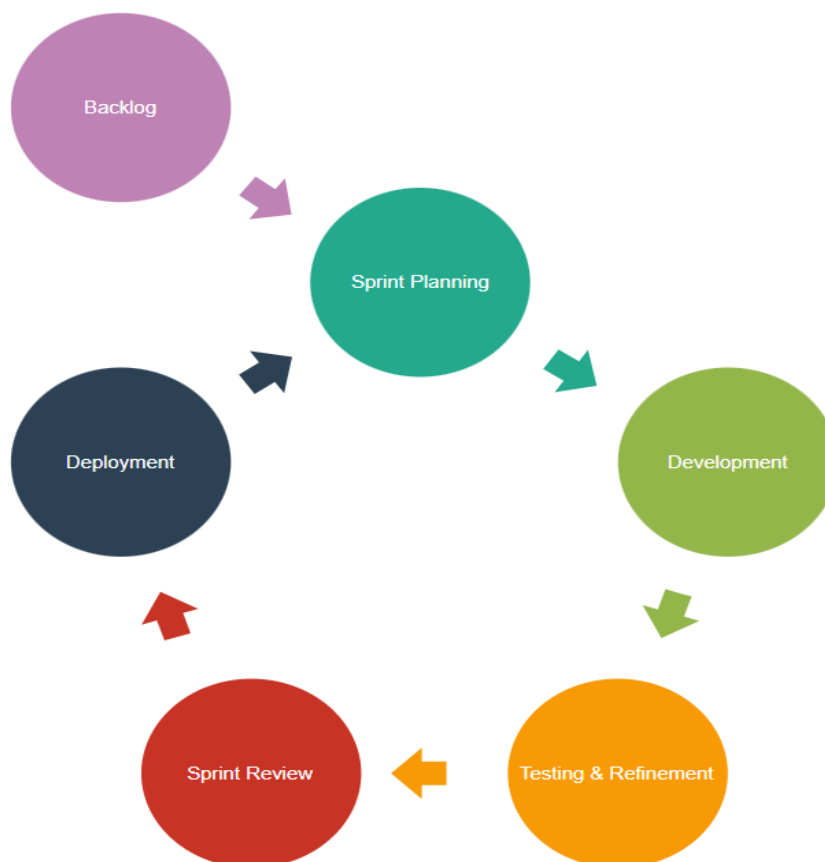 Backlog
Sprint Planning
Deployment
Development
Sprint Review
Testing & Refinement